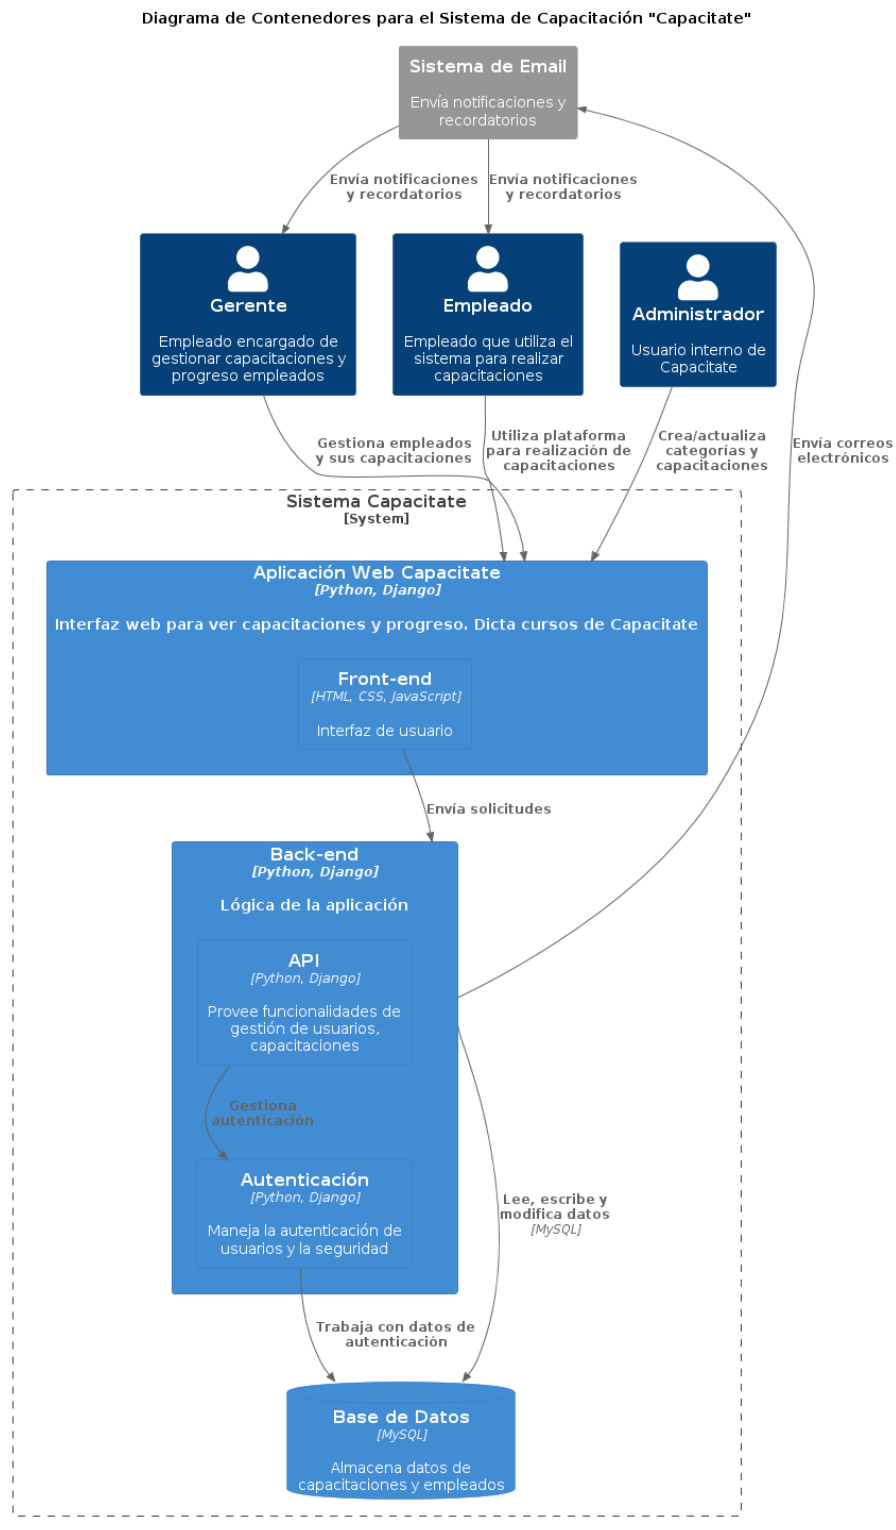 Diagrama de Contenedores para el Sistema de Capacitación "Capacitate"
Sistema de Email
Envía notificaciones y
recordatorios
Envía notificaciones
y recordatorios
Envía notificaciones
y recordatorios
Gerente
Empleado encargado de
gestionar capacitaciones y
progreso empleados
Empleado
Empleado que utiliza el
sistema para realizar
capacitaciones
Administrador
Usuario interno de
Capacitate
Gestiona empleados
y sus capacitaciones
Utiliza plataforma
para realización de
capacitaciones
Crea/actualiza
categorías y
capacitaciones
Envía correos
electrónicos
Sistema Capacitate
[System]
Aplicación Web Capacitate
[Python, Django]
Interfaz web para ver capacitaciones y progreso. Dicta cursos de Capacitate
Front-end
[HTML, CSS, JavaScript]
Interfaz de usuario
Envía solicitudes
Back-end
[Python, Django]
Lógica de la aplicación
API
[Python, Django]
Provee funcionalidades de
gestión de usuarios,
capacitaciones
Gestiona
autenticación
Autenticación
[Python, Django]
Maneja la autenticación de
usuarios y la seguridad
Lee, escribe y
modifica datos
[MySQL]
Trabaja con datos de
autenticación
Base de Datos
[MySQL]
Almacena datos de
capacitaciones y empleados